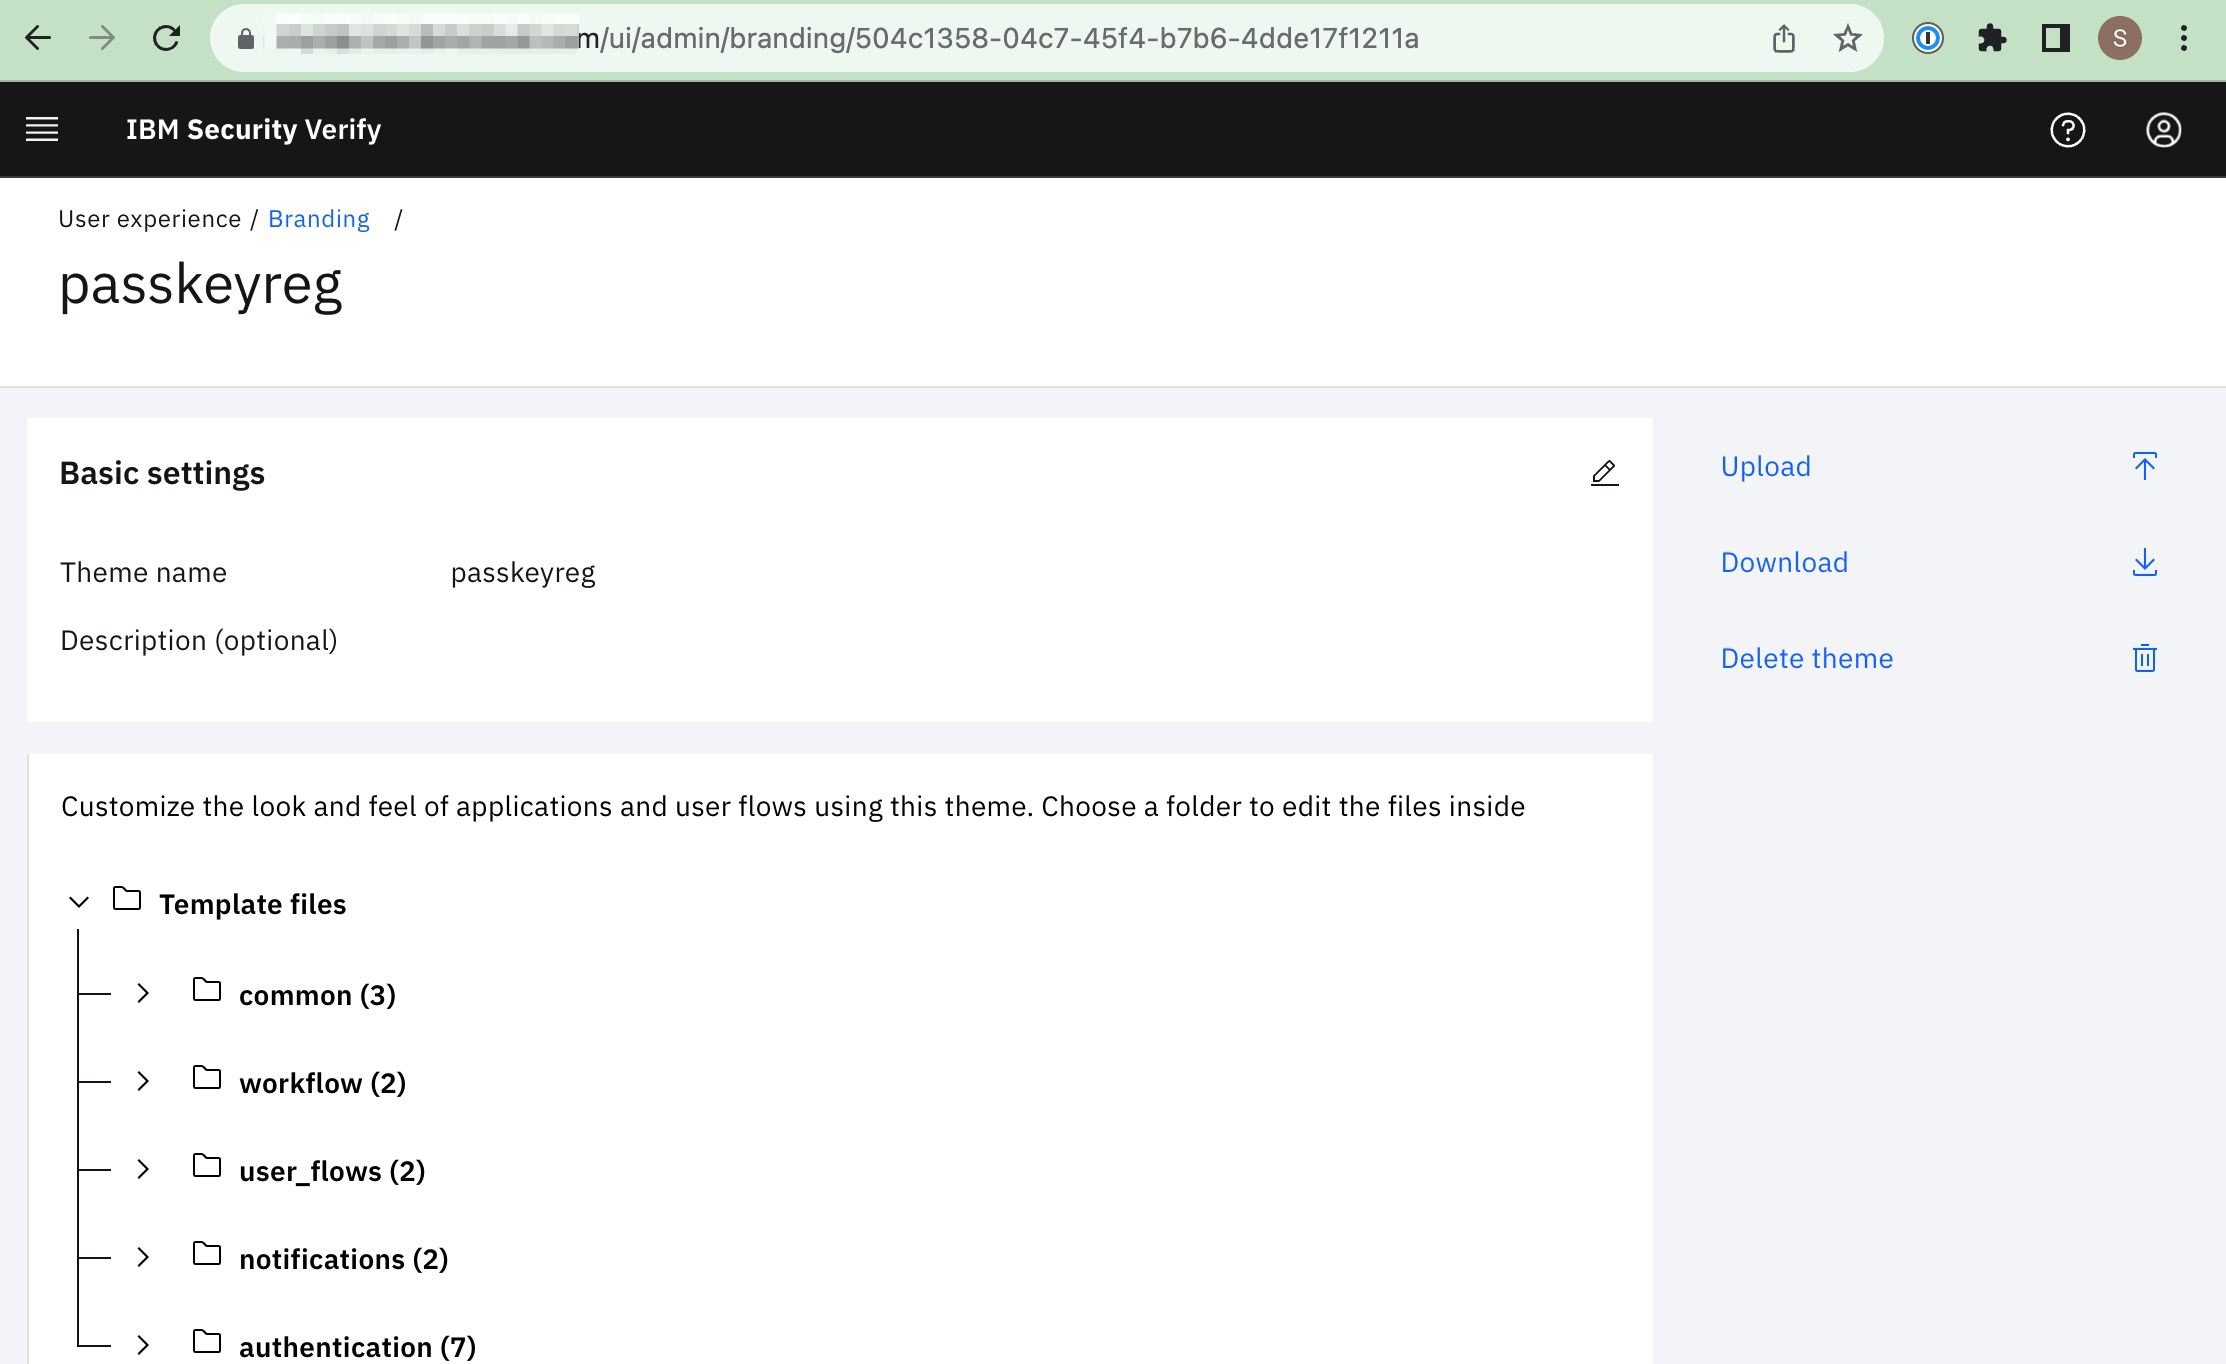 m/ui/admin/branding/504c1358-04c7-45f4-b7b6-4dde17f1211a
S
IBM Security Verify
User experience / Branding /
passkeyreg
Basic settings
Theme name passkeyreg
Description (optional)
Upload
Download
Delete theme
Customize the look and feel of applications and user flows using this theme. Choose a folder to edit the files inside
Template files
common (3)
workflow (2)
user_flows (2)
notifications (2)
authentication (7)